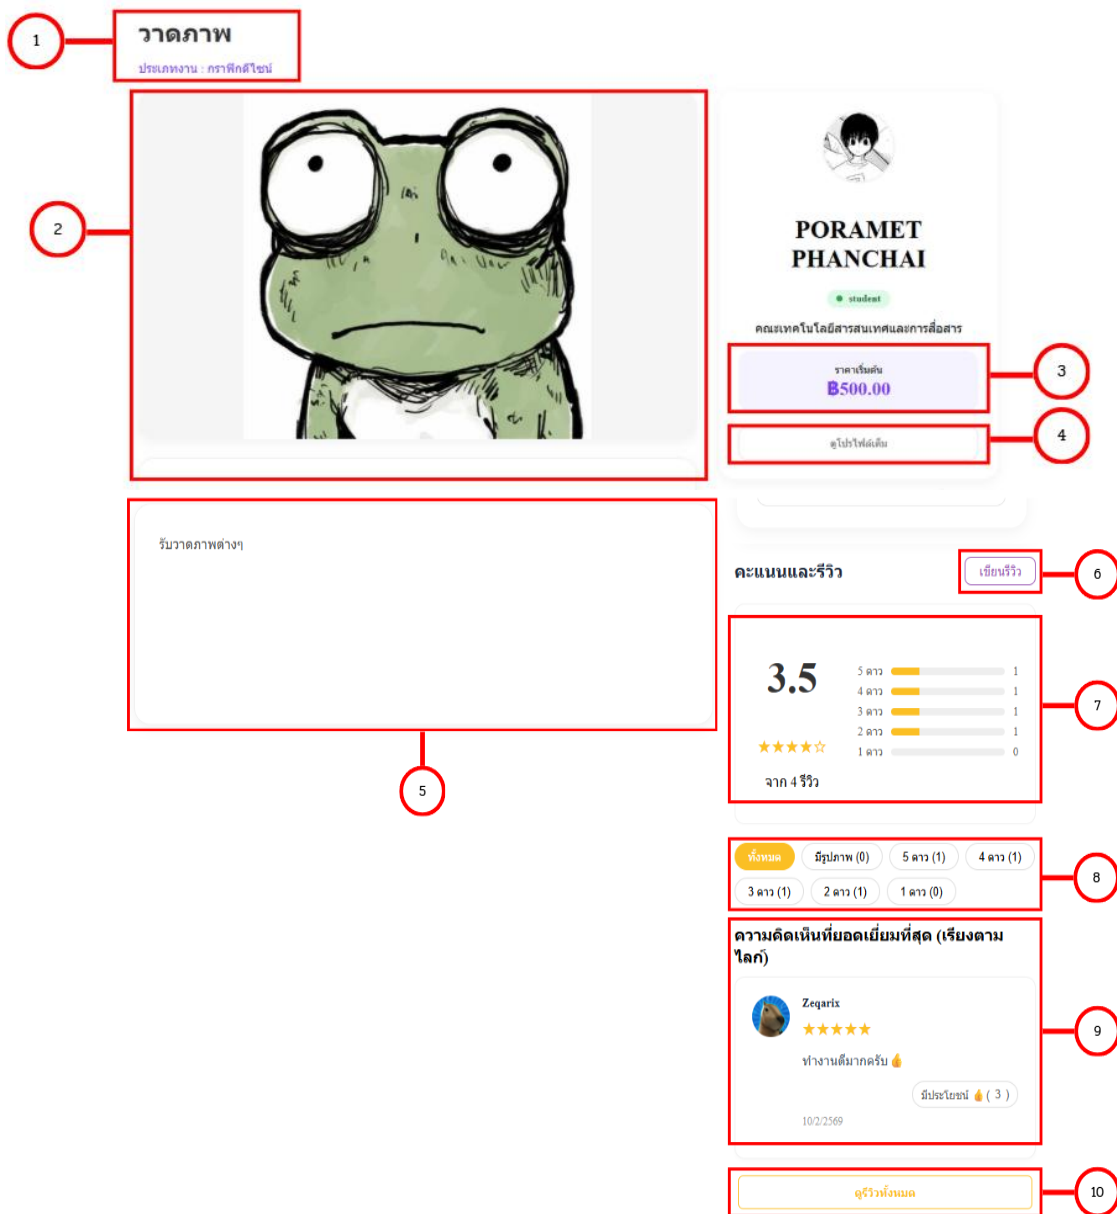 1
วาดภาพ
ประเภทงาน : กราฟิกดีไซน์
2
PORAMET
PHANCHAI
student
คณะเทคโนโลยีสารสนเทศและการสื่อสาร
ราคาเริ่มต้น
฿500.00
3
ดูโปรไฟล์เต็ม
4
รับวาดภาพต่างๆ
5
คะแนนและรีวิว
เขียนรีวิว
6
3.5
5 ดาว 1
4 ดาว 1
3 ดาว 1
2 ดาว 1
1 ดาว 0
★★★★☆
จาก 4 รีวิว
7
ทั้งหมด มีรูปภาพ (0) 5 ดาว (1) 4 ดาว (1)
3 ดาว (1) 2 ดาว (1) 1 ดาว (0)
8
ความคิดเห็นที่ยอดเยี่ยมที่สุด (เรียงตาม
ไลก์)
Zeqarix
★★★★★
ทำงานดีมากครับ👍
มีประโยชน์ 👍 ( 3 )
10/2/2569
9
ดูรีวิวทั้งหมด
10